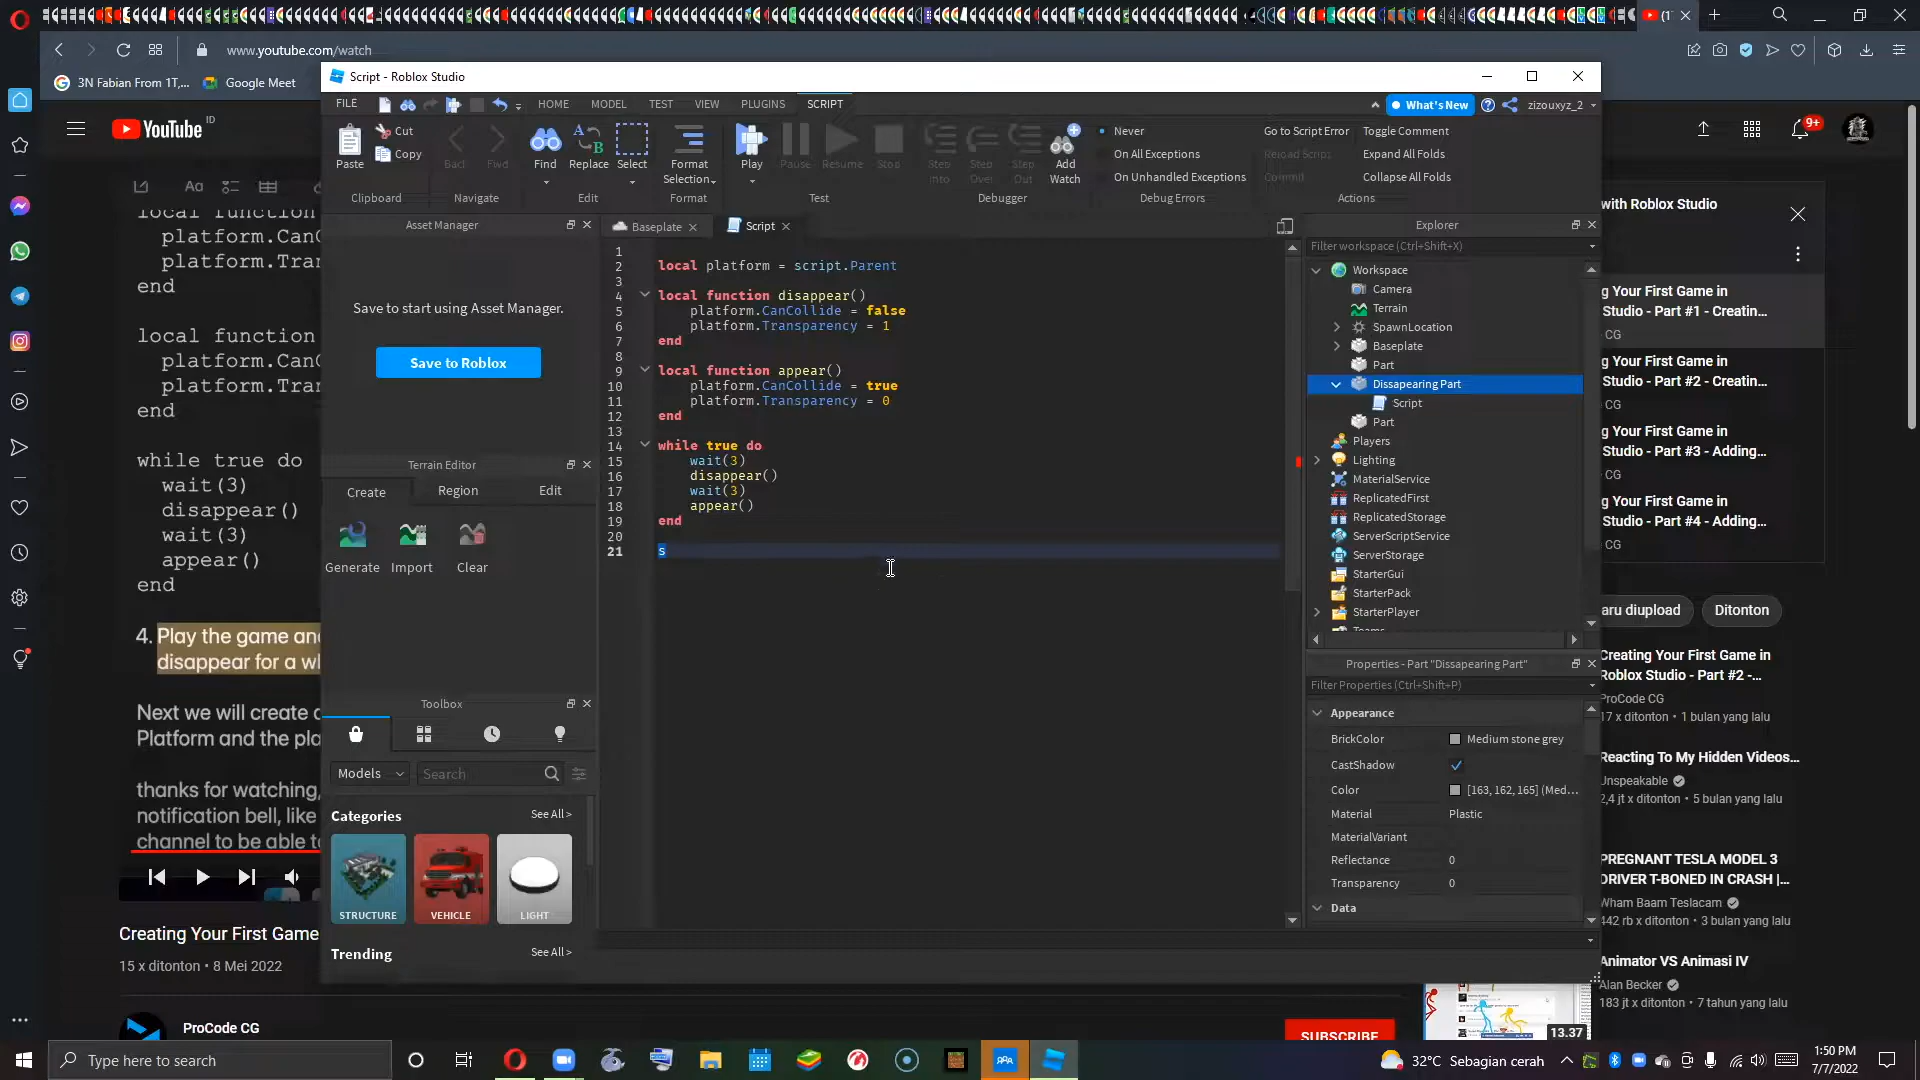 www.youtube.com/watch
3N Fabian From 1T,...
Google Meet
Script - Roblox Studio
FILE
HOME
MODEL
TEST
VIEW
PLUGINS
SCRIPT
What's New
zizouxyz_2
Paste
Cut
Copy
Back
Fwd
Find
Replace
Select
Format
Selection
Play
Pause
Resume
Stop
Step
Into
Step
Over
Step
Out
Add
Watch
Never
On All Exceptions
On Unhandled Exceptions
Go to Script Error
Reload Script
Commit
Toggle Comment
Expand All Folds
Collapse All Folds
Clipboard
Navigate
Edit
Format
Test
Debugger
Debug Errors
Actions
YouTube ID
9+
local function
platform.CanC
platform.Tran
end
local function
platform.CanC
platform.Tran
end
while true do
wait(3)
disappear()
wait(3)
appear()
end
4. Play the game and
disappear for a wh
Next we will create a
Platform and the pla
thanks for watching,
notification bell, like
channel to be able to
Creating Your First Game
15 x ditonton • 8 Mei 2022
ProCode CG
SUBSCRIBE
Asset Manager
Save to start using Asset Manager.
Save to Roblox
Terrain Editor
Create
Region
Edit
Generate
Import
Clear
Toolbox
Models
Search
Categories
See All >
STRUCTURE
VEHICLE
LIGHT
Trending
See All >
Baseplate
Script
1
2 local platform = script.Parent
3
4 local function disappear()
5 platform.CanCollide = false
6 platform.Transparency = 1
7 end
8
9 local function appear()
10 platform.CanCollide = true
11 platform.Transparency = 0
12 end
13
14 while true do
15 wait(3)
16 disappear()
17 wait(3)
18 appear()
19 end
20
21 s
Explorer
Filter workspace (Ctrl+Shift+X)
Workspace
Camera
Terrain
SpawnLocation
Baseplate
Part
Dissapearing Part
Script
Part
Players
Lighting
MaterialService
ReplicatedFirst
ReplicatedStorage
ServerScriptService
ServerStorage
StarterGui
StarterPack
StarterPlayer
Teams
Properties - Part "Dissapearing Part"
Filter Properties (Ctrl+Shift+P)
Appearance
BrickColor
Medium stone grey
CastShadow
Color
[163, 162, 165] (Med...
Material
Plastic
MaterialVariant
Reflectance
0
Transparency
0
Data
with Roblox Studio
g Your First Game in
Studio - Part #1 - Creatin...
CG
g Your First Game in
Studio - Part #2 - Creatin...
CG
g Your First Game in
Studio - Part #3 - Adding...
CG
g Your First Game in
Studio - Part #4 - Adding...
CG
aru diupload
Ditonton
Creating Your First Game in
Roblox Studio - Part #2 -...
ProCode CG
17 x ditonton • 1 bulan yang lalu
Reacting To My Hidden Videos...
Unspeakable
2,4 jt x ditonton • 5 bulan yang lalu
PREGNANT TESLA MODEL 3
DRIVER T-BONED IN CRASH |...
Wham Baam Teslacam
442 rb x ditonton • 3 bulan yang lalu
Animator VS Animasi IV
Alan Becker
183 jt x ditonton • 7 tahun yang lalu
13.37
Type here to search
32°C Sebagian cerah
1:50 PM
7/7/2022